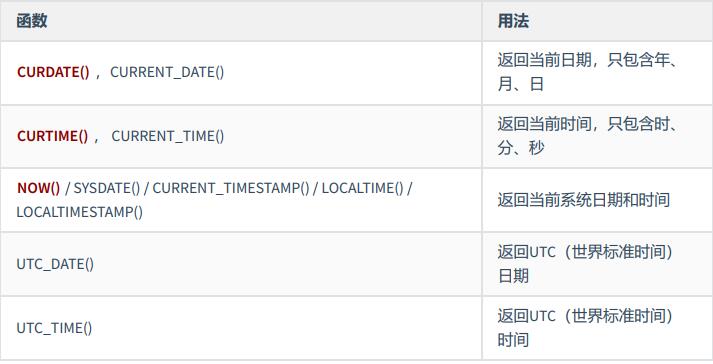 函数 用法
CURDATE() ，CURRENT_DATE() 返回当前日期，只包含年、
月、日
CURTIME() ， CURRENT_TIME() 返回当前时间，只包含时、
分、秒
NOW() / SYSDATE() / CURRENT_TIMESTAMP() / LOCALTIME() /
LOCALTIMESTAMP()
返回当前系统日期和时间
UTC_DATE() 返回UTC（世界标准时间）
日期
UTC_TIME() 返回UTC（世界标准时间）
时间